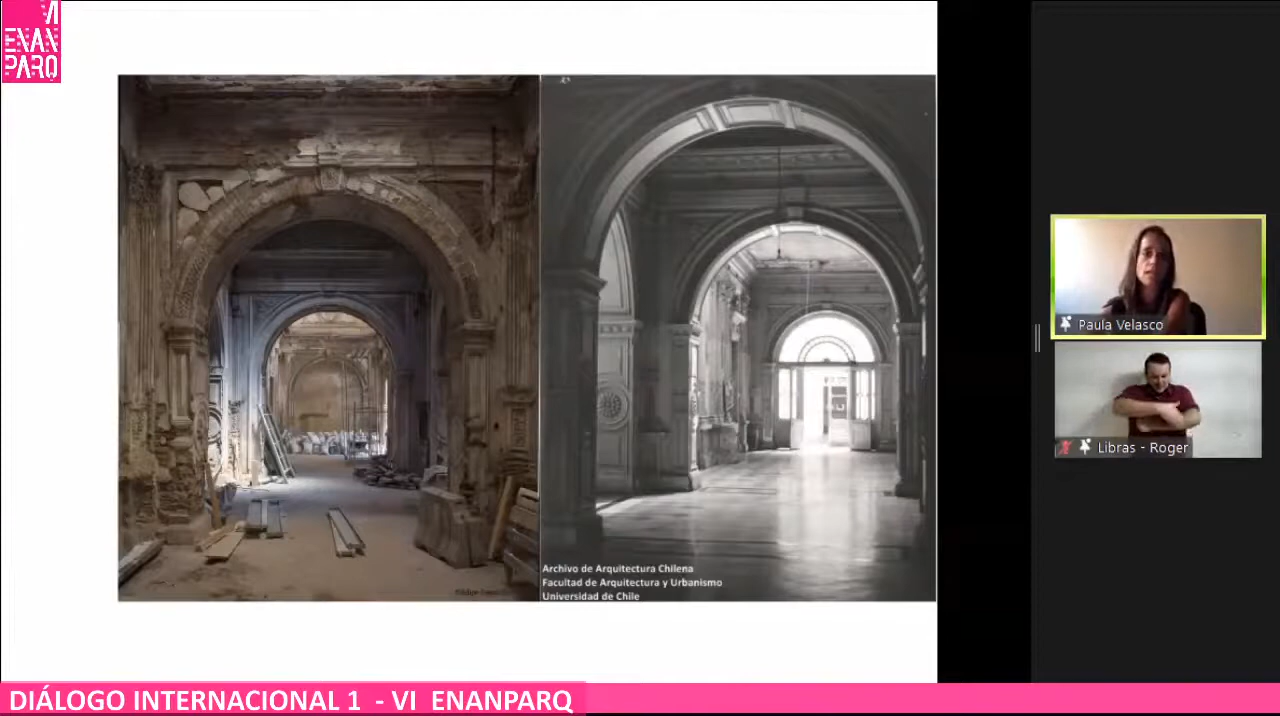 VI
ENAN
PARQ
Archivo de Arquitectura Chilena
Facultad de Arquitectura y Urbanismo
Universidad de Chile
Paula Velasco
Libras - Roger
DIÁLOGO INTERNACIONAL 1 - VI ENANPARQ